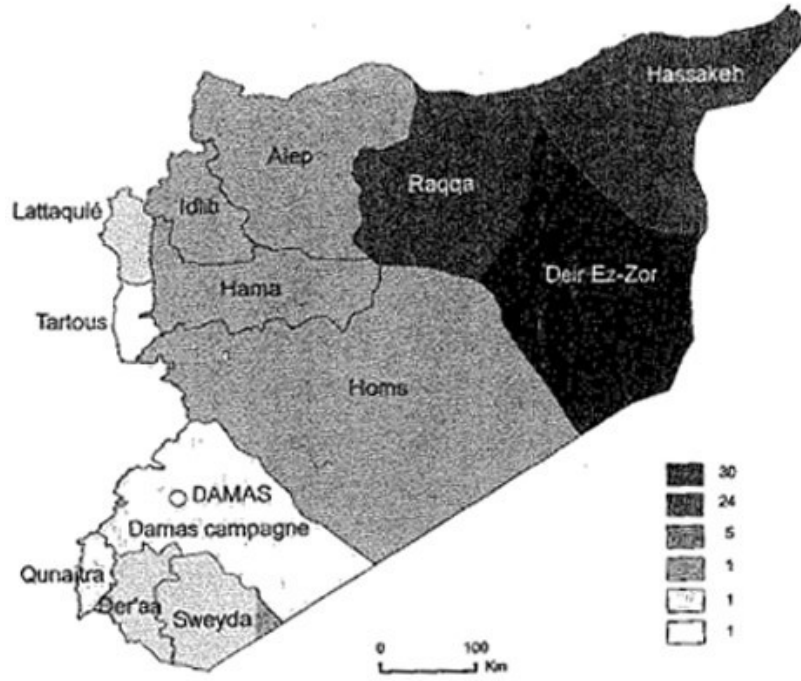 Hassakeh
Alep
Raqqa
Idlib
Lattaquié
Deir Ez-Zor
Hama
Tartous
Homs
DAMAS
Damas campagne
Qunaitra
Der'aa
Sweyda
30
24
5
1
1
1
0 100
Km